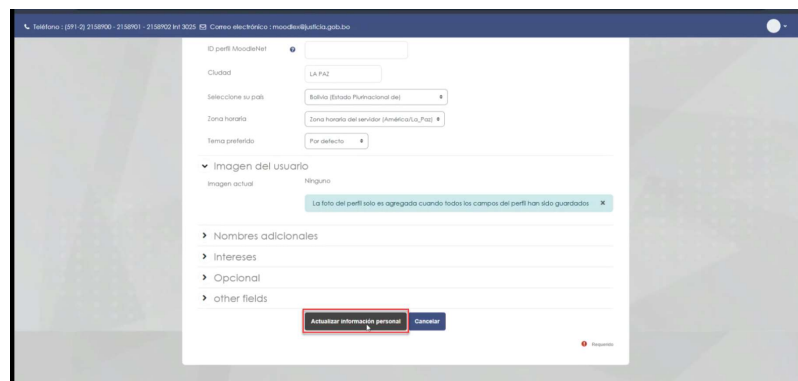 Teléfono : (591-2) 2158900 - 2158901 - 2158902 Int 3025 Correo electrónico : moodlex@justicia.gob.bo
ID perfil MoodleNet
Ciudad LA PAZ
Seleccione su país Bolivia (Estado Plurinacional de)
Zona horaria Zona horaria del servidor (América/La_Paz)
Tema preferido Por defecto
Imagen del usuario
Imagen actual Ninguno
La foto del perfil solo es agregada cuando todos los campos del perfil han sido guardados ×
Nombres adicionales
Intereses
Opcional
other fields
Actualizar información personal Cancelar
Requerido